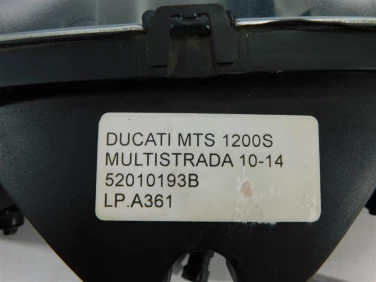 DUCATI MTS 1200S
MULTISTRADA 10-14
52010193B
LP.A361